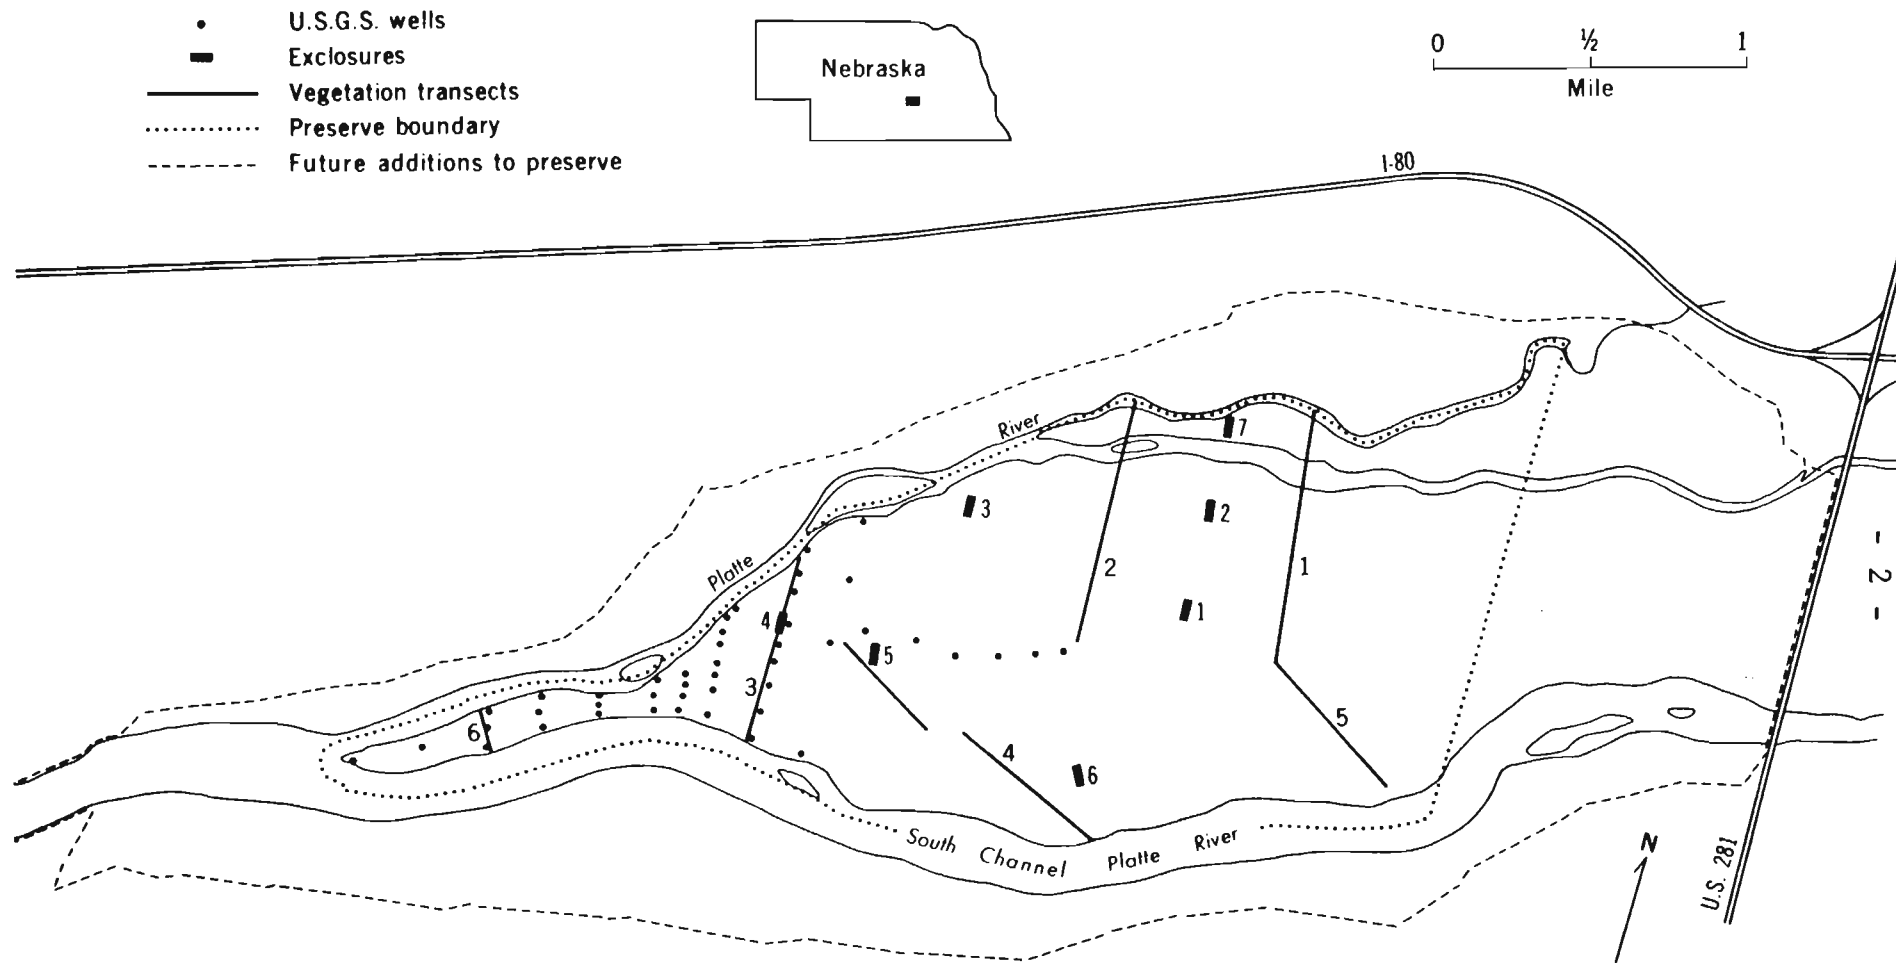 U.S.G.S. wells
Exclosures
Vegetation transects
Preserve boundary
Future additions to preserve
Nebraska
0 ½ 1
Mile
I-80
River
7
3
2
2
1
Platte
4
1
5
3
6
5
4
6
South Channel Platte River
N
U.S. 281
- 2 -